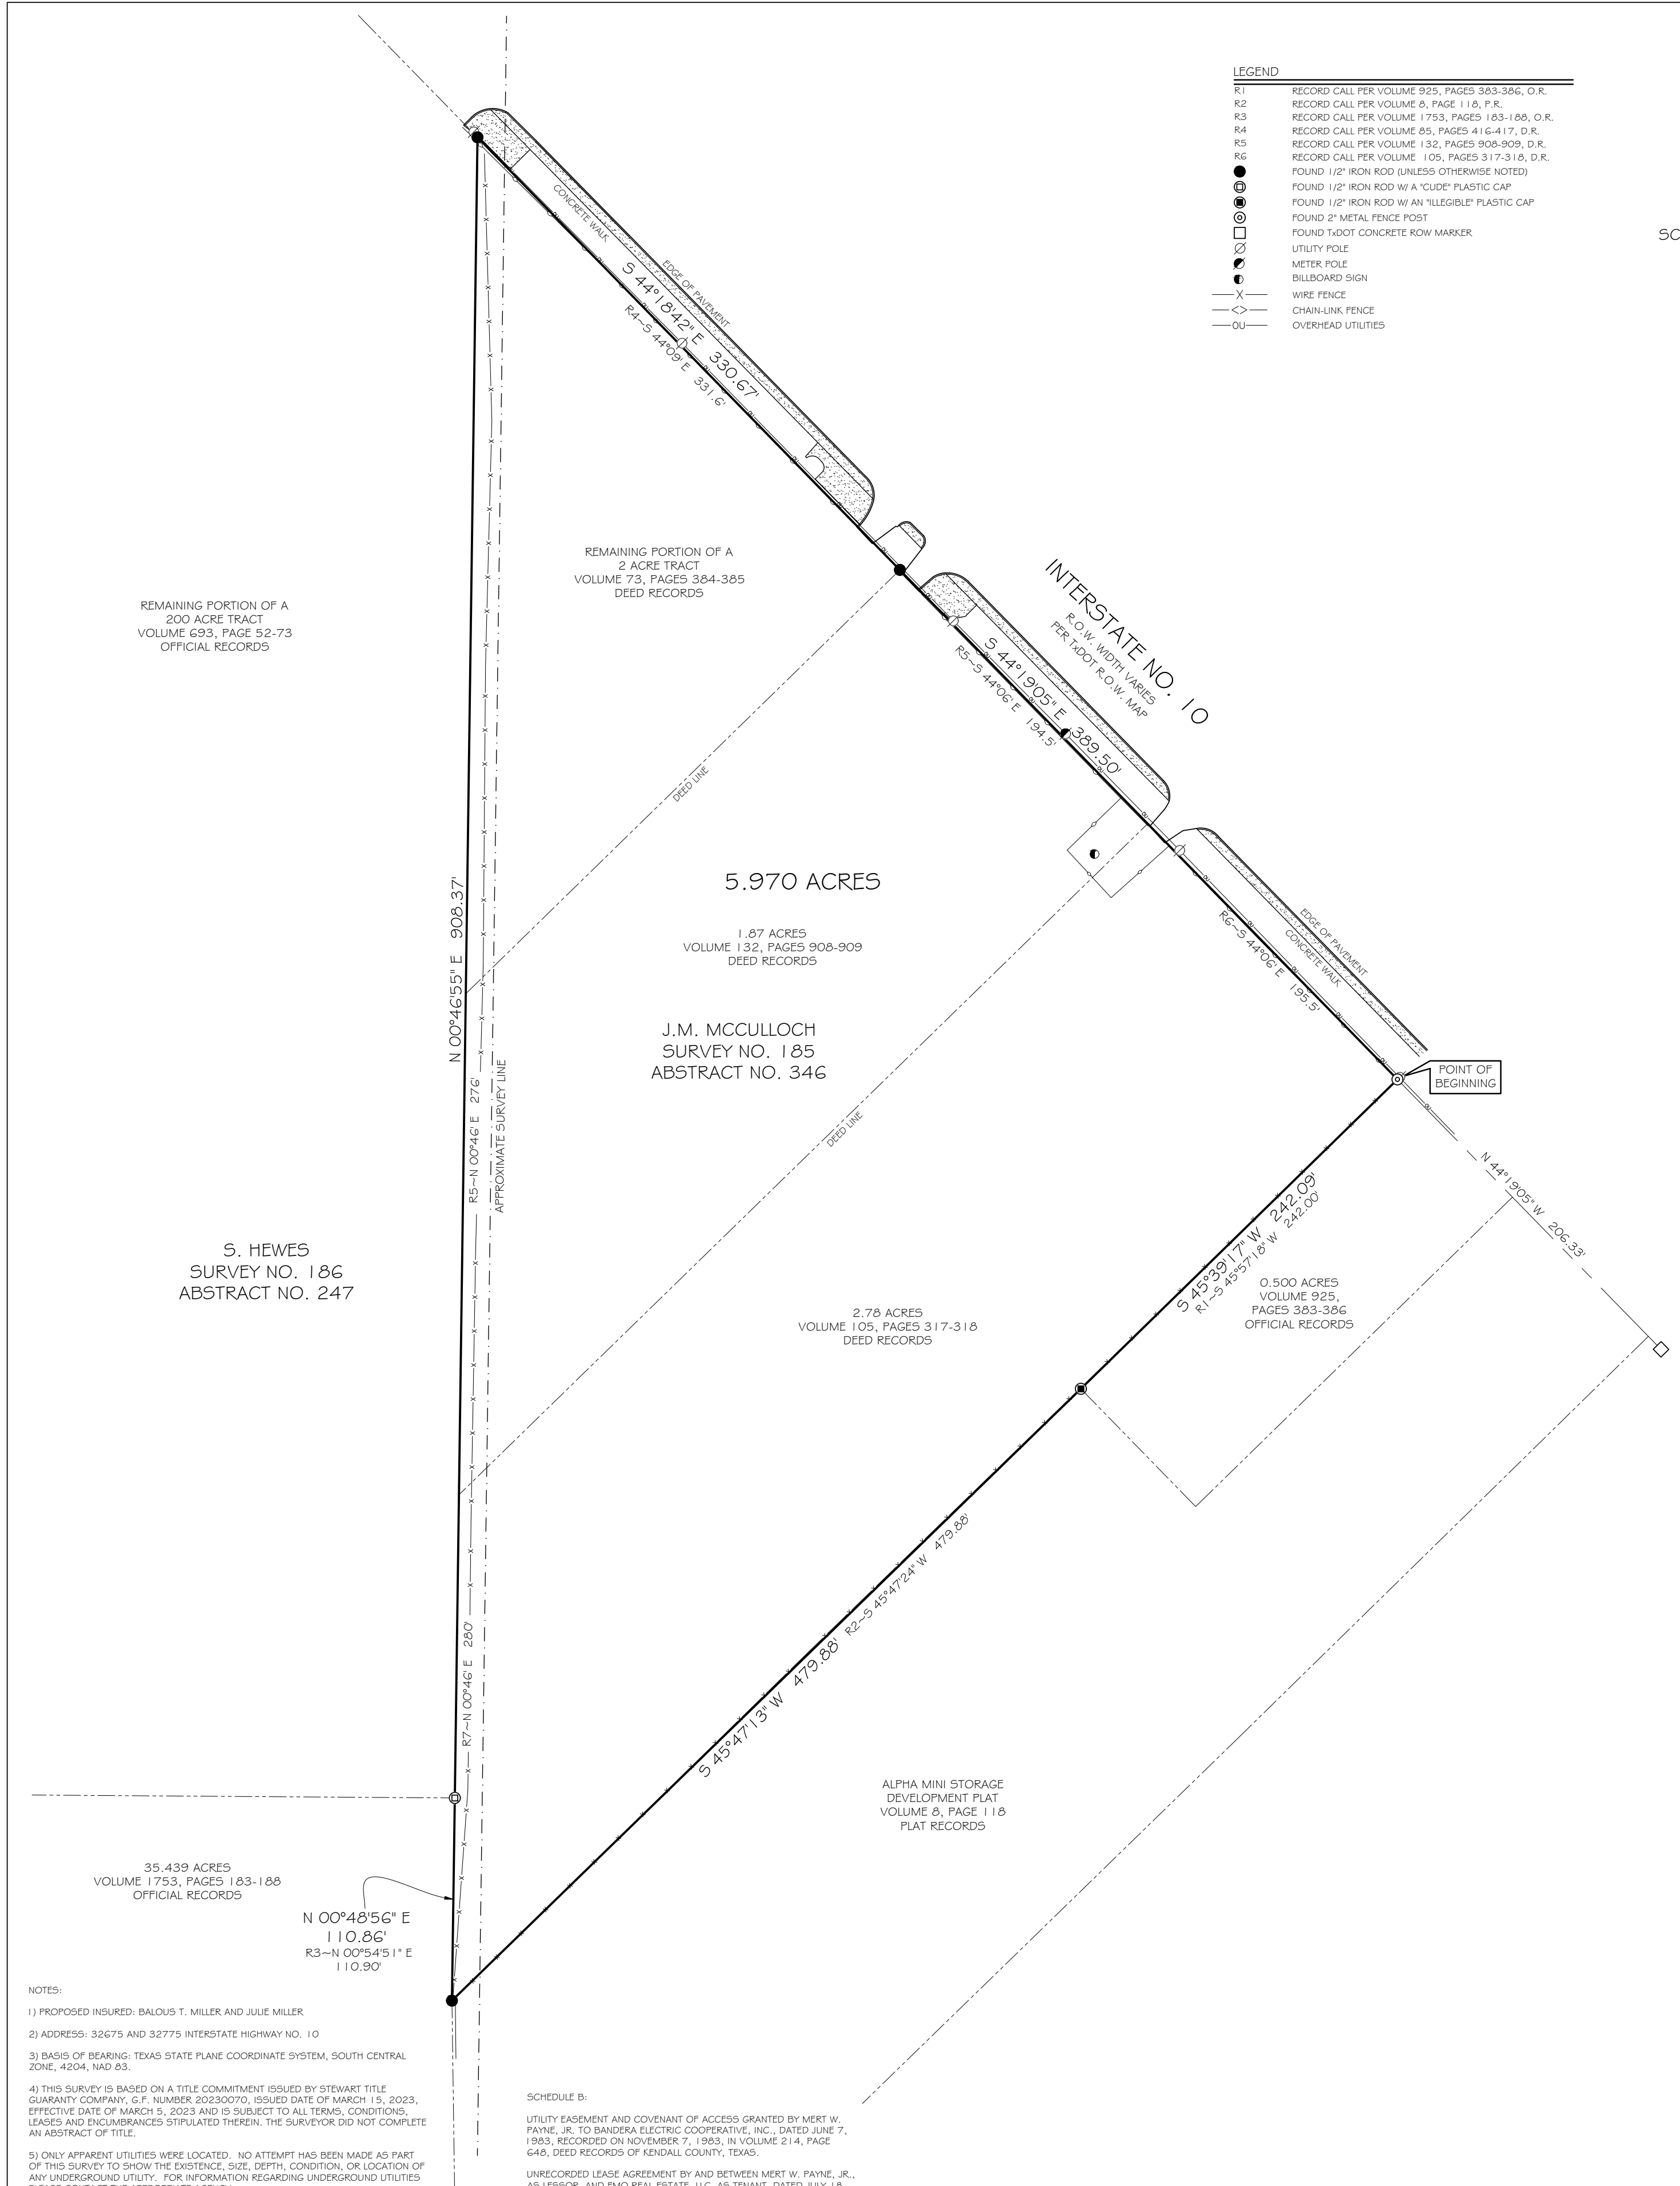 LEGEND
R1 RECORD CALL PER VOLUME 925, PAGES 383-386, O.R.
R2 RECORD CALL PER VOLUME 8, PAGE 118, P.R.
R3 RECORD CALL PER VOLUME 1753, PAGES 183-188, O.R.
R4 RECORD CALL PER VOLUME 85, PAGES 416-417, D.R.
R5 RECORD CALL PER VOLUME 132, PAGES 908-909, D.R.
R6 RECORD CALL PER VOLUME 105, PAGES 317-318, D.R.
FOUND 1/2" IRON ROD (UNLESS OTHERWISE NOTED)
FOUND 1/2" IRON ROD W/ A "CUDE" PLASTIC CAP
FOUND 1/2" IRON ROD W/ AN "ILLEGIBLE" PLASTIC CAP
FOUND 2" METAL FENCE POST
FOUND TxDOT CONCRETE ROW MARKER
UTILITY POLE
METER POLE
BILLBOARD SIGN
X WIRE FENCE
<> CHAIN-LINK FENCE
OU OVERHEAD UTILITIES
SC
CONCRETE WALK
EDGE OF PAVEMENT
S 44°18'42" E 330.67'
R4~S 44°09' E 331.6'
REMAINING PORTION OF A
2 ACRE TRACT
VOLUME 73, PAGES 384-385
DEED RECORDS
REMAINING PORTION OF A
200 ACRE TRACT
VOLUME 693, PAGE 52-73
OFFICIAL RECORDS
INTERSTATE NO. 10
R.O.W. WIDTH VARIES
PER TxDOT R.O.W. MAP
S 44°19'05" E 389.50'
R5~S 44°06' E 194.5'
DEED LINE
5.970 ACRES
1.87 ACRES
VOLUME 132, PAGES 908-909
DEED RECORDS
N 00°46'55" E 908.37'
J.M. MCCULLOCH
SURVEY NO. 185
ABSTRACT NO. 346
EDGE OF PAVEMENT
CONCRETE WALK
R6~S 44°06' E 195.5'
POINT OF
BEGINNING
R5~N 00°46' E 276'
APPROXIMATE SURVEY LINE
DEED LINE
N 44°19'05" W 206.33'
S 45°39'17" W 242.09'
R1~S 45°57'18" W 242.00'
S. HEWES
SURVEY NO. 186
ABSTRACT NO. 247
0.500 ACRES
VOLUME 925,
PAGES 383-386
OFFICIAL RECORDS
2.78 ACRES
VOLUME 105, PAGES 317-318
DEED RECORDS
R2~S 45°47'24" W 479.88'
S 45°47'13" W 479.88'
R7~N 00°46' E 280'
ALPHA MINI STORAGE
DEVELOPMENT PLAT
VOLUME 8, PAGE 118
PLAT RECORDS
35.439 ACRES
VOLUME 1753, PAGES 183-188
OFFICIAL RECORDS
N 00°48'56" E
110.86'
R3~N 00°54'51" E
110.90'
NOTES:
1) PROPOSED INSURED: BALOUS T. MILLER AND JULIE MILLER
2) ADDRESS: 32675 AND 32775 INTERSTATE HIGHWAY NO. 10
3) BASIS OF BEARING: TEXAS STATE PLANE COORDINATE SYSTEM, SOUTH CENTRAL
ZONE, 4204, NAD 83.
4) THIS SURVEY IS BASED ON A TITLE COMMITMENT ISSUED BY STEWART TITLE
GUARANTY COMPANY, G.F. NUMBER 20230070, ISSUED DATE OF MARCH 15, 2023,
EFFECTIVE DATE OF MARCH 5, 2023 AND IS SUBJECT TO ALL TERMS, CONDITIONS,
LEASES AND ENCUMBRANCES STIPULATED THEREIN. THE SURVEYOR DID NOT COMPLETE
AN ABSTRACT OF TITLE.
5) ONLY APPARENT UTILITIES WERE LOCATED. NO ATTEMPT HAS BEEN MADE AS PART
OF THIS SURVEY TO SHOW THE EXISTENCE, SIZE, DEPTH, CONDITION, OR LOCATION OF
ANY UNDERGROUND UTILITY. FOR INFORMATION REGARDING UNDERGROUND UTILITIES
SCHEDULE B:
UTILITY EASEMENT AND COVENANT OF ACCESS GRANTED BY MERT W.
PAYNE, JR. TO BANDERA ELECTRIC COOPERATIVE, INC., DATED JUNE 7,
1983, RECORDED ON NOVEMBER 7, 1983, IN VOLUME 214, PAGE
648, DEED RECORDS OF KENDALL COUNTY, TEXAS.
UNRECORDED LEASE AGREEMENT BY AND BETWEEN MERT W. PAYNE, JR.,